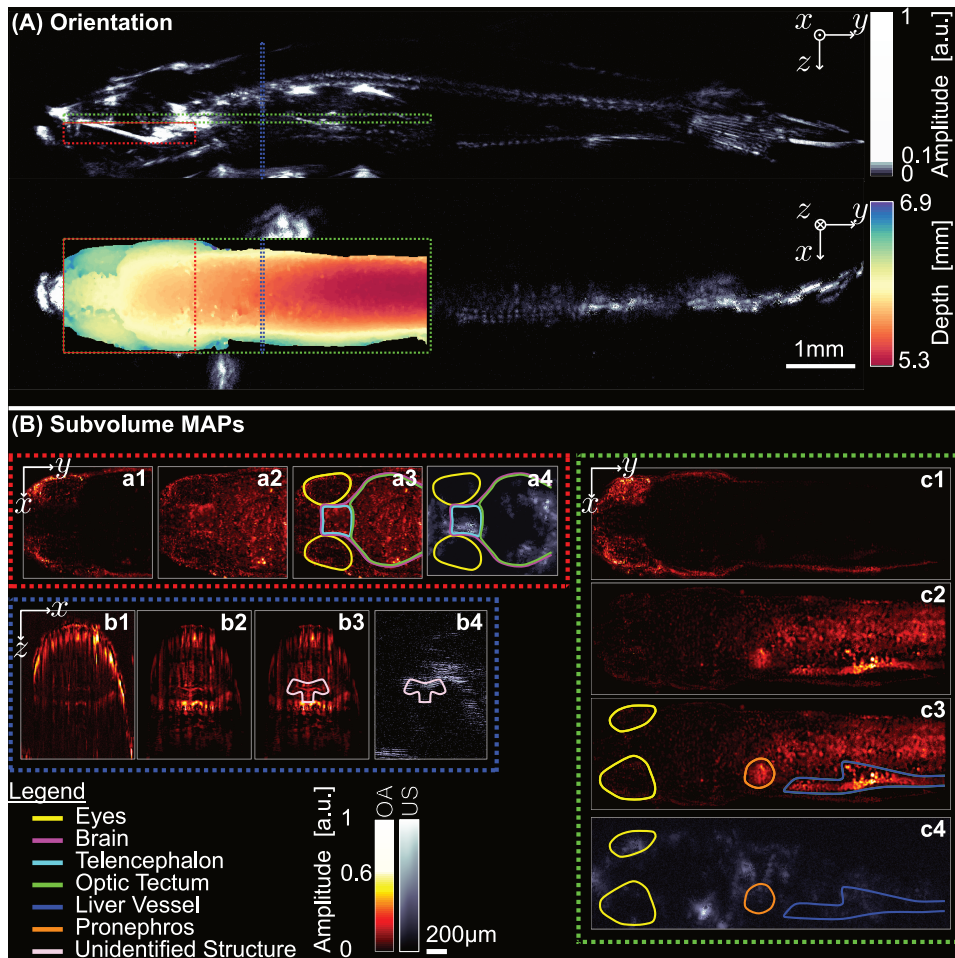 (A) Orientation
x
y
z
1
0.1
0
Amplitude [a.u.]
z
y
x
6.9
5.3
Depth [mm]
1mm
(B) Subvolume MAPs
y
x
a1
a2
a3
a4
y
x
c1
c2
c3
c4
x
z
b1
b2
b3
b4
Legend
Eyes
Brain
Telencephalon
Optic Tectum
Liver Vessel
Pronephros
Unidentified Structure
OA
US
1
0.6
0
Amplitude [a.u.]
200μm